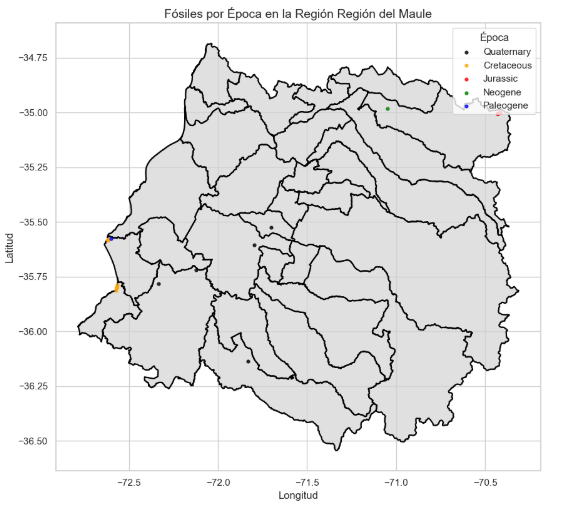 Fósiles por Época en la Región Región del Maule
Época
Quaternary
Cretaceous
Jurassic
Neogene
Paleogene
−34.75
−35.00
−35.25
−35.50
−35.75
−36.00
−36.25
−36.50
Latitud
−72.5
−72.0
−71.5
−71.0
−70.5
Longitud